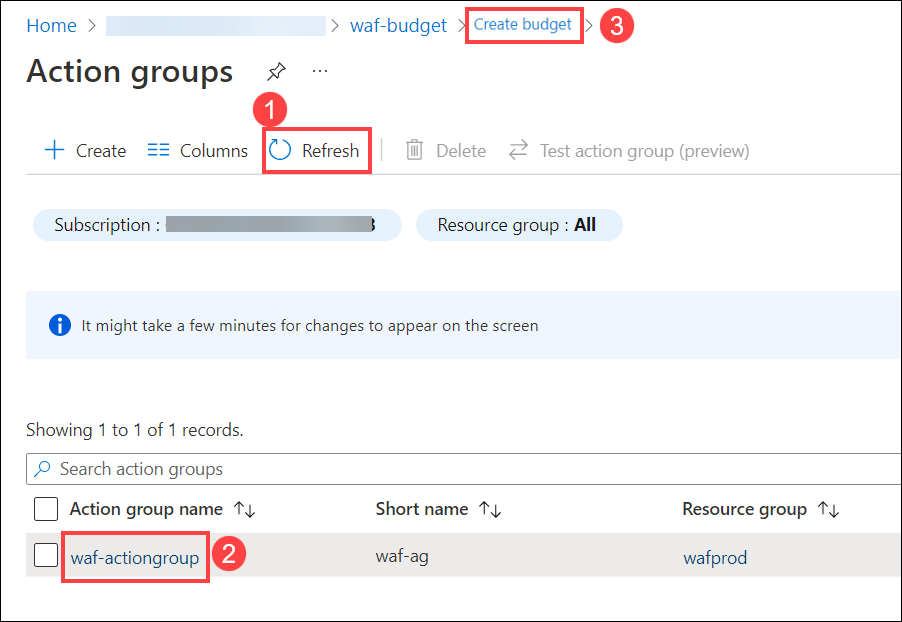 Home > > waf-budget > Create budget > 3
Action groups ...
1
Create Columns Refresh Delete Test action group (preview)
Subscription : Resource group : All
It might take a few minutes for changes to appear on the screen
Showing 1 to 1 of 1 records.
Search action groups
Action group name ↑↓ Short name ↑↓ Resource group ↑↓
waf-actiongroup 2 waf-ag wafprod